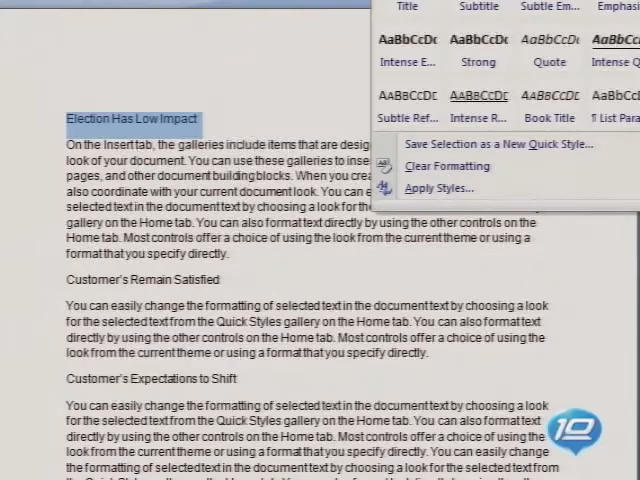 Title Subtitle Subtle Em... Emphasi
AaBbCcDc AaBbCcDc AaBbCcDc AaBbCcD
Intense E... Strong Quote Intense Q
AABBCCDD AABBCCDD AaBbCcDc AaBbCcD
Subtle Ref... Intense R... Book Title ¶ List Para
Save Selection as a New Quick Style...
Clear Formatting
Apply Styles...
Election Has Low Impact
On the Insert tab, the galleries include items that are desig
look of your document. You can use these galleries to inse
pages, and other document building blocks. When you crea
also coordinate with your current document look. You can e
selected text in the document text by choosing a look for the
gallery on the Home tab. You can also format text directly by using the other controls on the
Home tab. Most controls offer a choice of using the look from the current theme or using a
format that you specify directly.
Customer's Remain Satisfied
You can easily change the formatting of selected text in the document text by choosing a look
for the selected text from the Quick Styles gallery on the Home tab. You can also format text
directly by using the other controls on the Home tab. Most controls offer a choice of using the
look from the current theme or using a format that you specify directly.
Customer's Expectations to Shift
You can easily change the formatting of selected text in the document text by choosing a look
for the selected text from the Quick Styles gallery on the Home tab. You can also format text
directly by using the other controls on the Home tab. Most controls offer a choice of using the
look from the current theme or using a format that you specify directly. You can easily change
the formatting of selected text in the document text by choosing a look for the selected text from
10